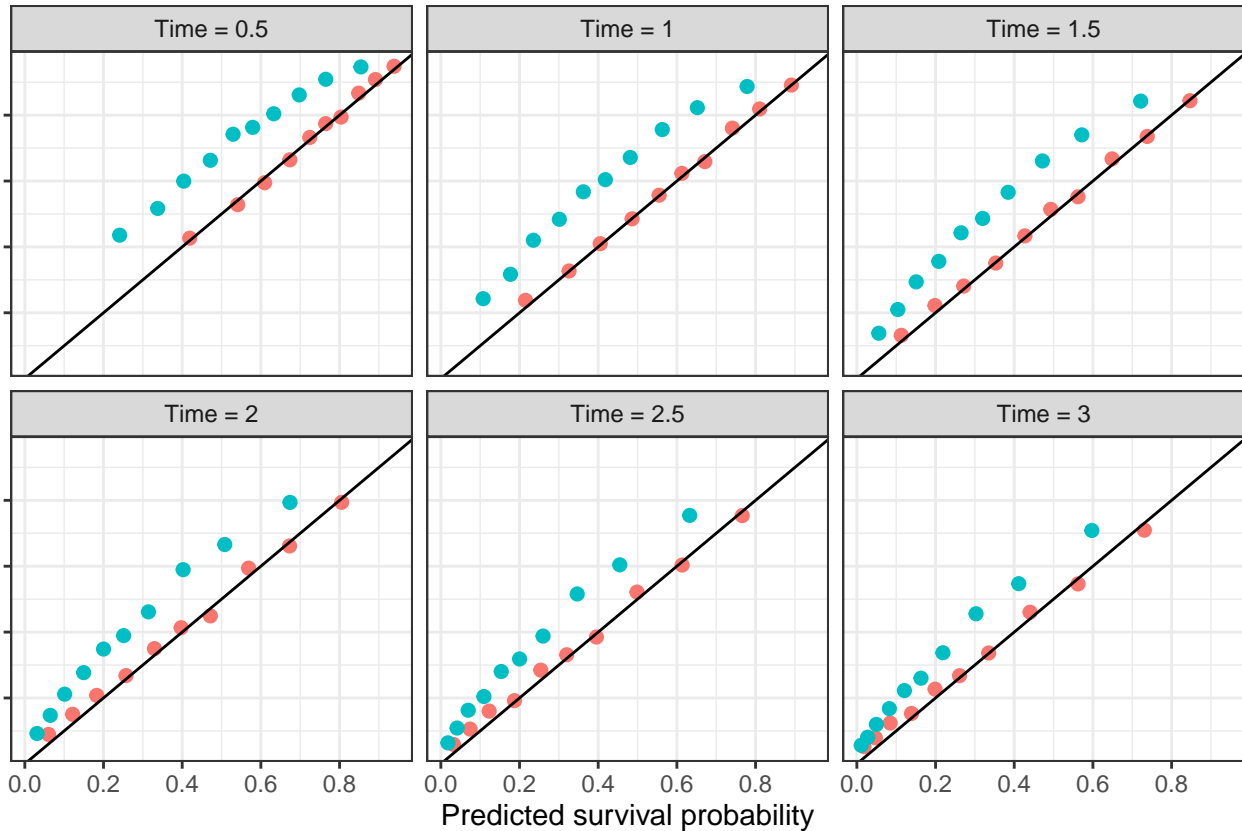 Time = 0.5
Time = 1
Time = 1.5
Time = 2
Time = 2.5
Time = 3
0.0 0.2 0.4 0.6 0.8
0.0 0.2 0.4 0.6 0.8
0.0 0.2 0.4 0.6 0.8
Predicted survival probability